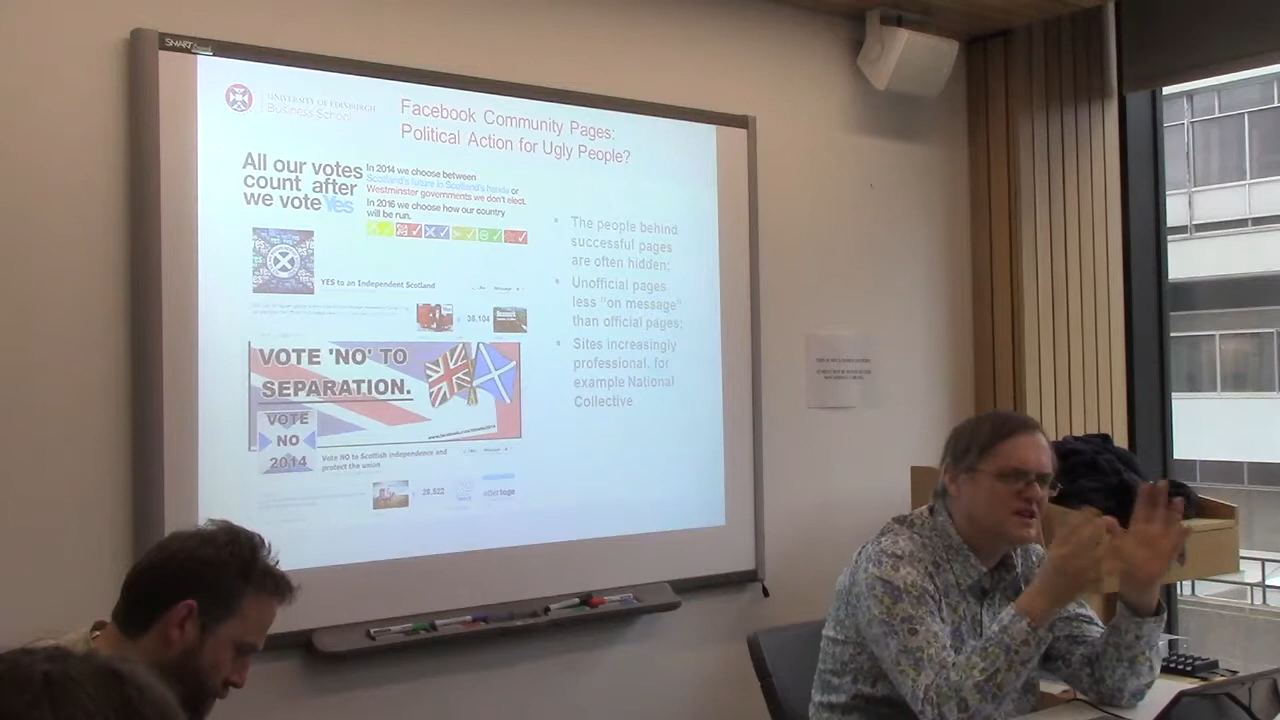 SMART
UNIVERSITY OF EDINBURGH
Business School
Facebook Community Pages:
Political Action for Ugly People?
All our votes
count after
we vote Yes
In 2014 we choose between
Scotland's future in Scotland's hands or
Westminster governments we don't elect.
In 2016 we choose how our country
will be run.
YES to an Independent Scotland
38,104
VOTE 'NO' TO
SEPARATION.
VOTE
NO
2014
Vote NO to Scottish independence and
protect the union
The people behind
successful pages
are often hidden;
Unofficial pages
less "on message"
than official pages;
Sites increasingly
professional. for
example National
Collective